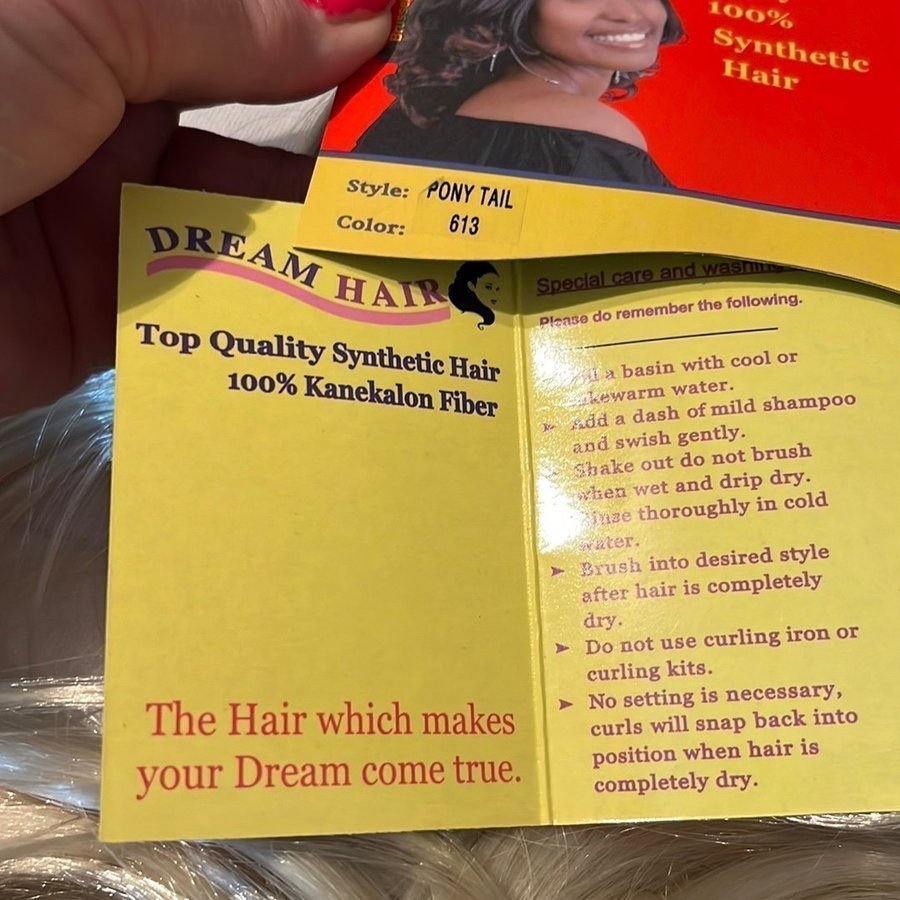 100%
Synthetic
Hair
Style: PONY TAIL
Color: 613
DREAM HAIR
Top Quality Synthetic Hair
100% Kanekalon Fiber
The Hair which makes
your Dream come true.
Special care and washing
Please do remember the following.
a basin with cool or
lukewarm water.
➤ Add a dash of mild shampoo
and swish gently.
Shake out do not brush
when wet and drip dry.
Rinse thoroughly in cold
water.
➤ Brush into desired style
after hair is completely
dry.
➤ Do not use curling iron or
curling kits.
➤ No setting is necessary,
curls will snap back into
position when hair is
completely dry.